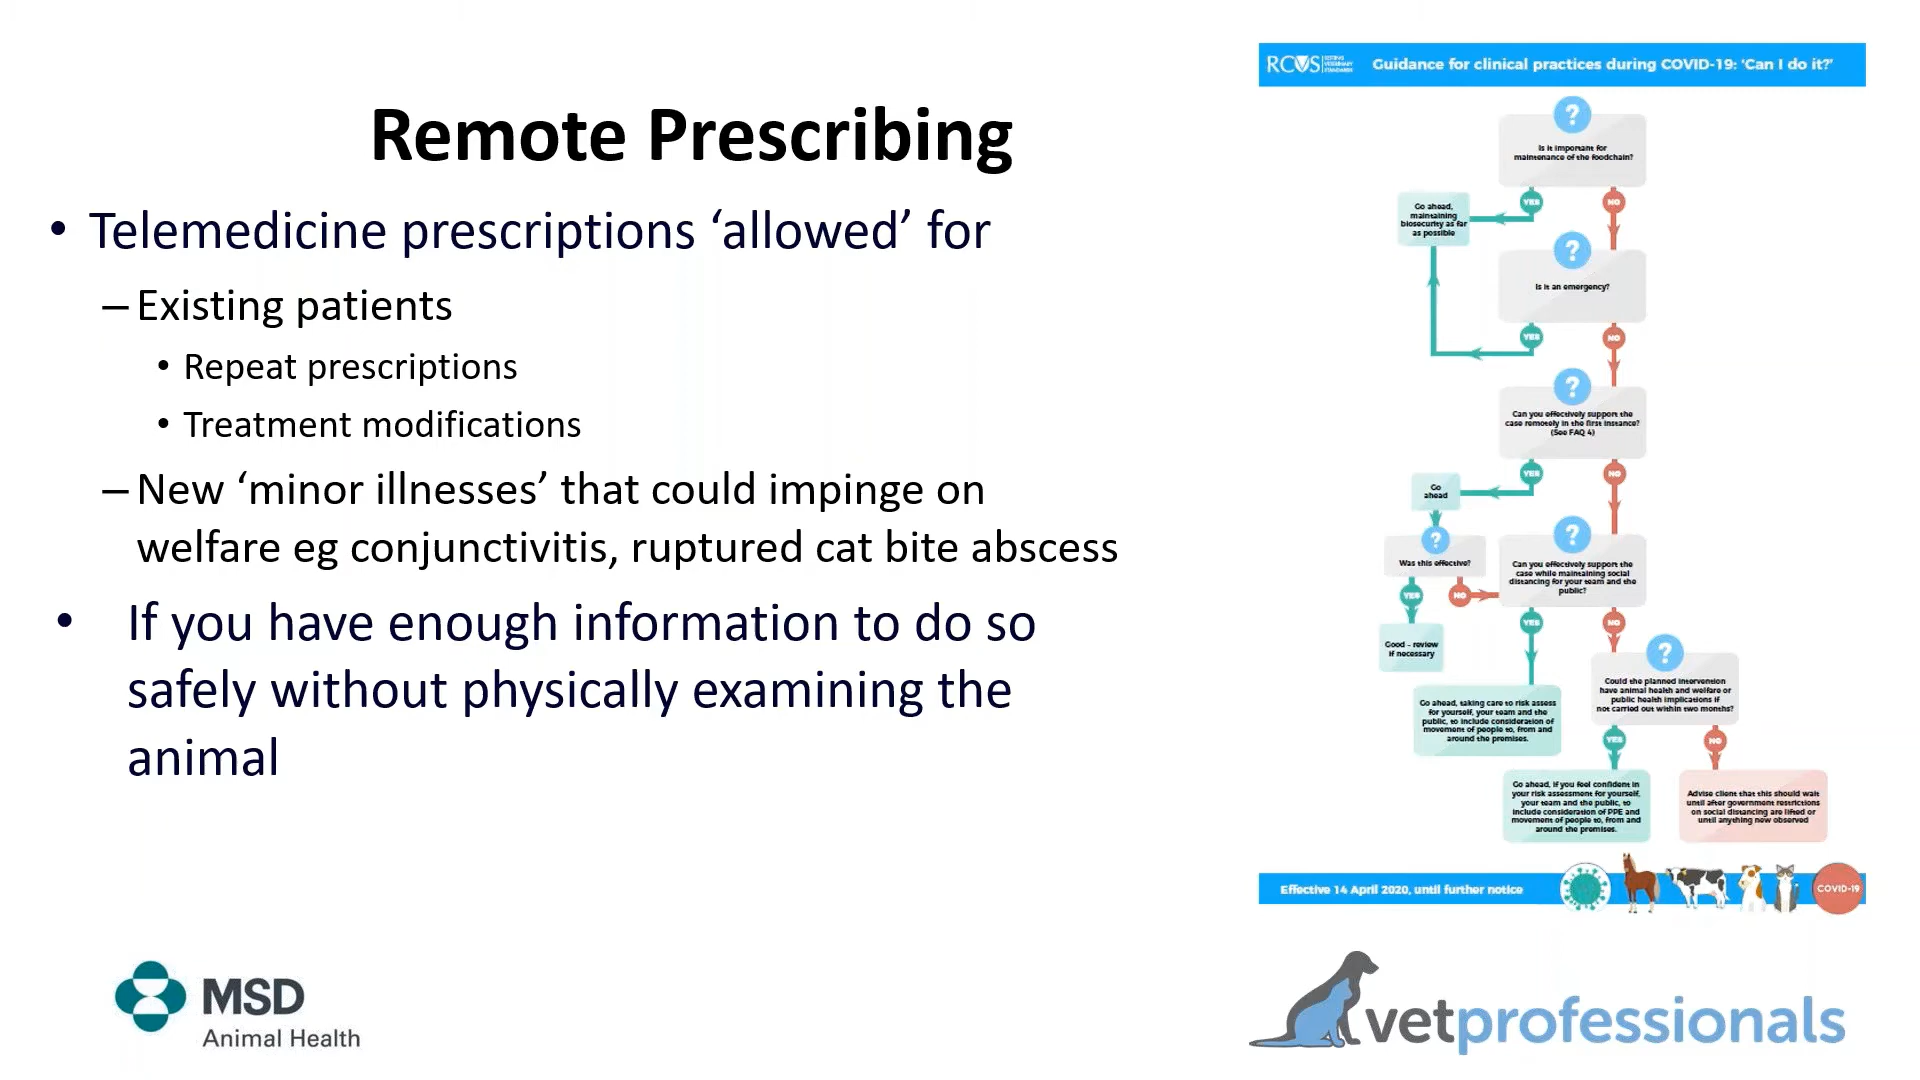 Remote Prescribing
• Telemedicine prescriptions ‘allowed’ for
– Existing patients
• Repeat prescriptions
• Treatment modifications
– New ‘minor illnesses’ that could impinge on
welfare eg conjunctivitis, ruptured cat bite abscess
• If you have enough information to do so
safely without physically examining the
animal
MSD
Animal Health
RCVS
Guidance for clinical practices during COVID-19: ‘Can I do it?’
?
Is it important for
maintenance of the foodchain?
YES
NO
Go ahead,
maintaining
biosecurity as far
as possible
?
Is it an emergency?
YES
NO
?
Can you effectively support the
case remotely in the first instance?
(See FAQ 4)
YES
NO
Go
ahead
?
Was this effective?
YES
NO
Good - review
if necessary
?
Can you effectively support the
case while maintaining social
distancing for your team and the
public?
YES
NO
Go ahead, taking care to risk assess
for yourself, your team and the
public, to include consideration of
movement of people to, from and
around the premises.
?
Could the planned intervention
have animal health and welfare or
public health implications if
not carried out within two months?
YES
NO
Go ahead, if you feel confident in
your risk assessment for yourself,
your team and the public, to
include consideration of PPE and
movement of people to, from and
around the premises.
Advise client that this should wait
until after government restrictions
on social distancing are lifted or
until anything new observed
Effective 14 April 2020, until further notice
COVID-19
vetprofessionals